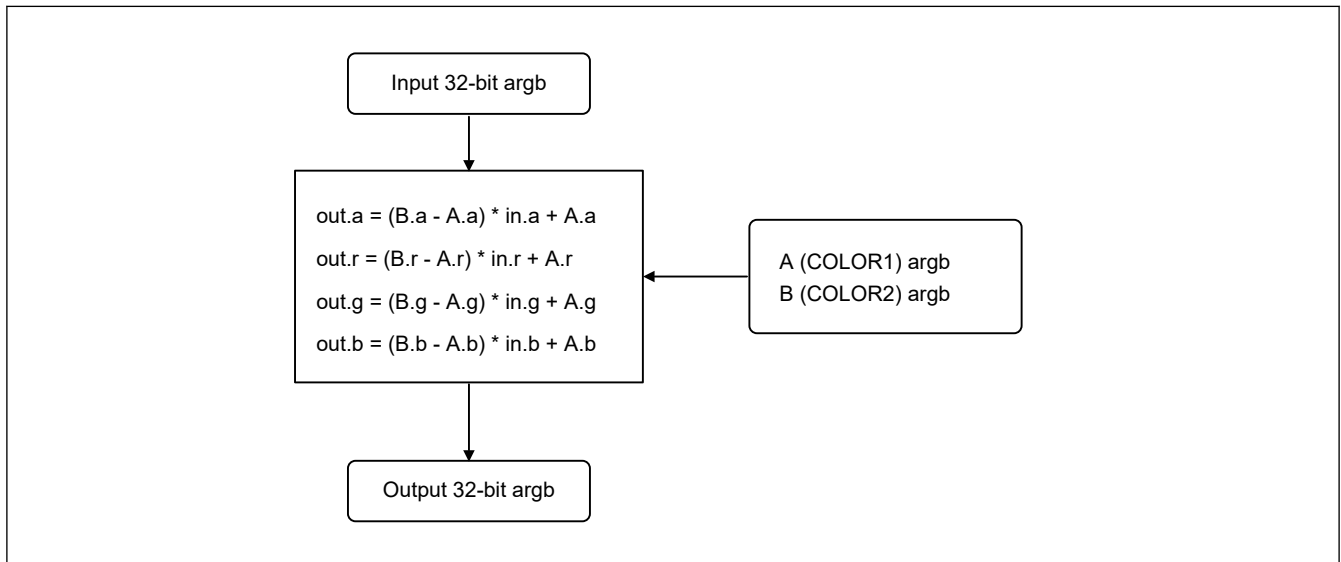 Input 32-bit argb
out.a = (B.a - A.a) * in.a + A.a
out.r = (B.r - A.r) * in.r + A.r
out.g = (B.g - A.g) * in.g + A.g
out.b = (B.b - A.b) * in.b + A.b
A (COLOR1) argb
B (COLOR2) argb
Output 32-bit argb